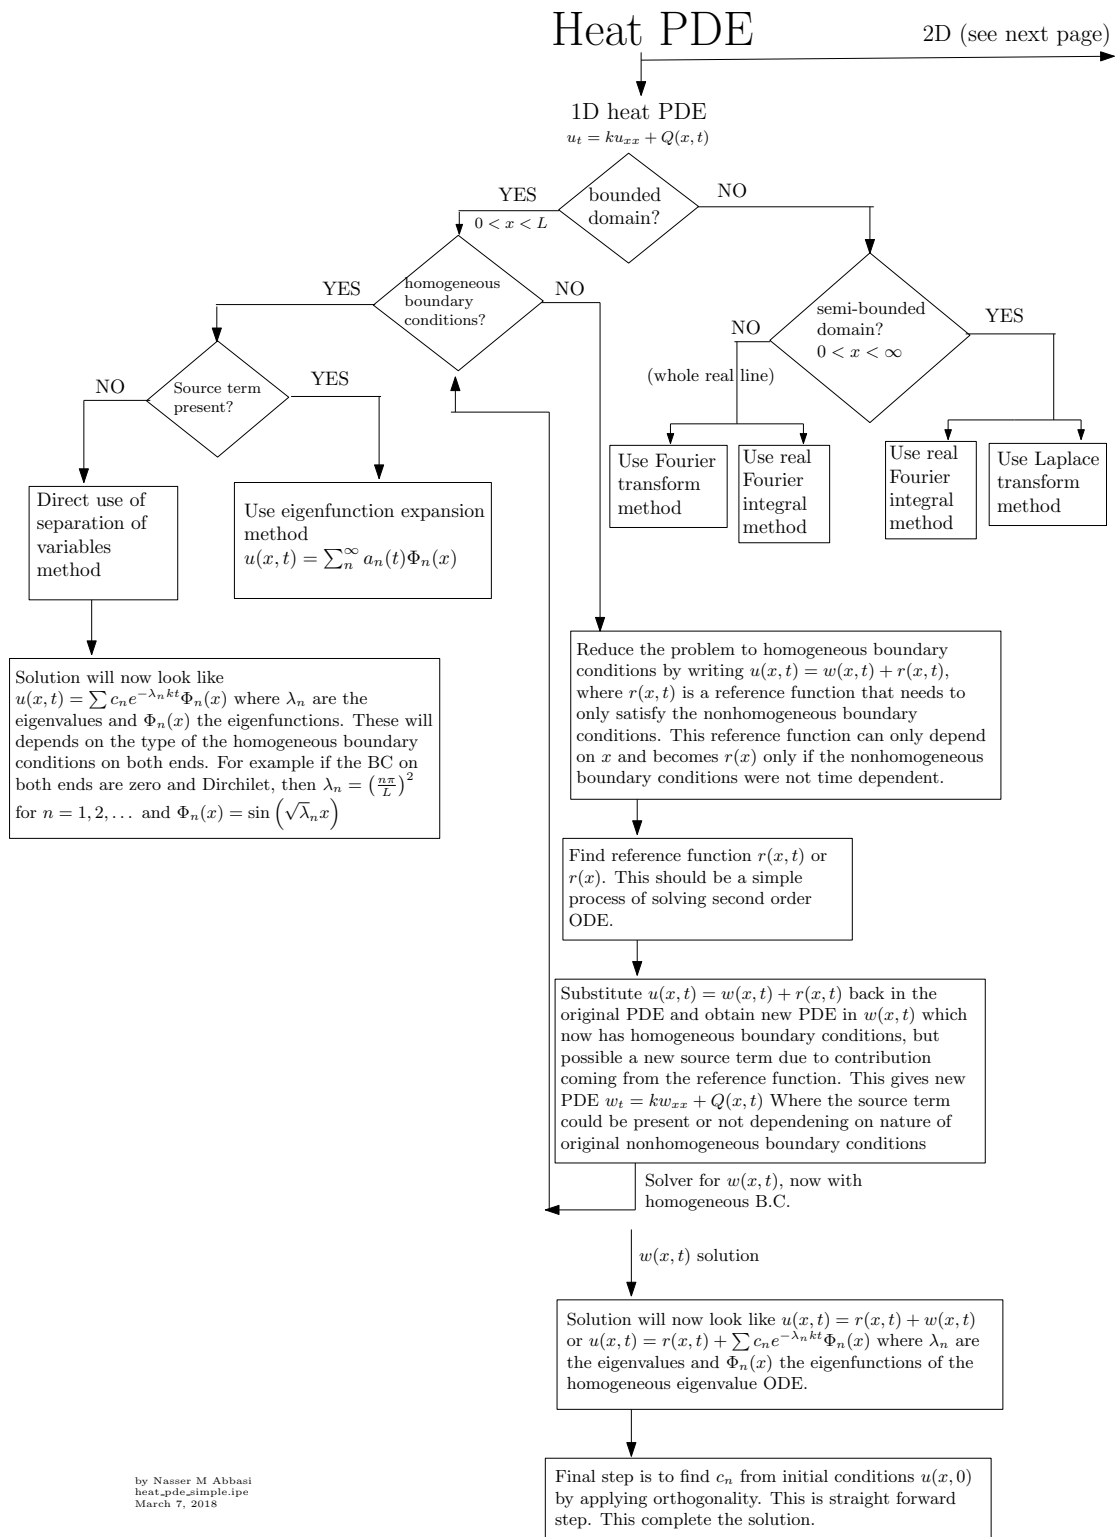 Heat PDE
2D (see next page)
1D heat PDE
u_t = ku_{xx} + Q(x, t)
bounded
domain?
YES
0 < x < L
NO
homogeneous
boundary
conditions?
YES
NO
semi-bounded
domain?
0 < x < ∞
NO
YES
(whole real line)
Source term
present?
NO
YES
Use Fourier
transform
method
Use real
Fourier
integral
method
Use real
Fourier
integral
method
Use Laplace
transform
method
Direct use of
separation of
variables
method
Use eigenfunction expansion
method
u(x, t) = ∑_n^∞ a_n(t)Φ_n(x)
Solution will now look like
u(x, t) = ∑ c_n e^{−λ_n kt} Φ_n(x) where λ_n are the
eigenvalues and Φ_n(x) the eigenfunctions. These will
depends on the type of the homogeneous boundary
conditions on both ends. For example if the BC on
both ends are zero and Dirchilet, then λ_n = (nπ/L)^2
for n = 1, 2, . . . and Φ_n(x) = sin (√λ_n x)
Reduce the problem to homogeneous boundary
conditions by writing u(x, t) = w(x, t) + r(x, t),
where r(x, t) is a reference function that needs to
only satisfy the nonhomogeneous boundary
conditions. This reference function can only depend
on x and becomes r(x) only if the nonhomogeneous
boundary conditions were not time dependent.
Find reference function r(x, t) or
r(x). This should be a simple
process of solving second order
ODE.
Substitute u(x, t) = w(x, t) + r(x, t) back in the
original PDE and obtain new PDE in w(x, t) which
now has homogeneous boundary conditions, but
possible a new source term due to contribution
coming from the reference function. This gives new
PDE w_t = kw_{xx} + Q(x, t) Where the source term
could be present or not dependening on nature of
original nonhomogeneous boundary conditions
Solver for w(x, t), now with
homogeneous B.C.
w(x, t) solution
Solution will now look like u(x, t) = r(x, t) + w(x, t)
or u(x, t) = r(x, t) + ∑ c_n e^{−λ_n kt} Φ_n(x) where λ_n are
the eigenvalues and Φ_n(x) the eigenfunctions of the
homogeneous eigenvalue ODE.
Final step is to find c_n from initial conditions u(x, 0)
by applying orthogonality. This is straight forward
step. This complete the solution.
by Nasser M Abbasi
heat_pde_simple.ipe
March 7, 2018